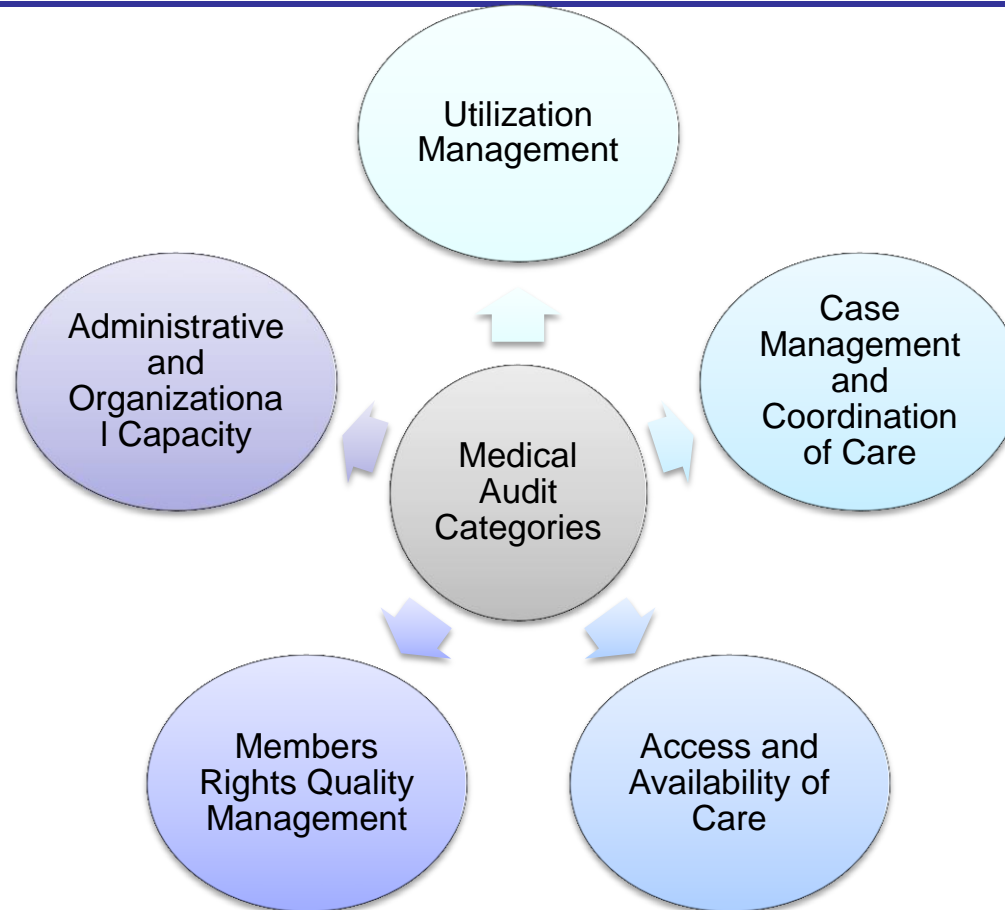 Utilization
Management
Case
Management
and
Coordination
of Care
Access and
Availability of
Care
Members
Rights Quality
Management
Administrative
and
Organizationa
l Capacity
Medical
Audit
Categories